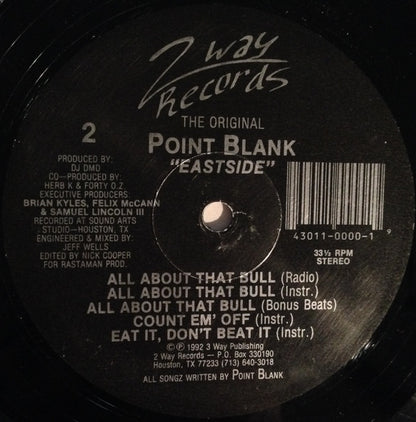 2 Way
Records
THE ORIGINAL
2
POINT BLANK
"EASTSIDE"
PRODUCED BY:
DJ DMD
CO-PRODUCED BY:
HERB K & FORTY O.Z.
EXECUTIVE PRODUCERS:
BRIAN KYLES, FELIX McCANN
& SAMUEL LINCOLN III
RECORDED AT SOUND ARTS
STUDIO-HOUSTON, TX
ENGINEERED & MIXED BY:
JEFF WELLS
EDITED BY NICK COOPER
FOR RASTAMAN PROD.
43011-0000-1 9
33⅓ RPM
STEREO
ALL ABOUT THAT BULL (Radio)
ALL ABOUT THAT BULL (Instr.)
ALL ABOUT THAT BULL (Bonus Beats)
COUNT EM' OFF (Instr.)
EAT IT, DON'T BEAT IT (Instr.)
©℗ 1992 3 Way Publishing
2 Way Records — P.O. Box 330190
Houston, TX 77233 (713) 640-3018
ALL SONGZ WRITTEN BY POINT BLANK